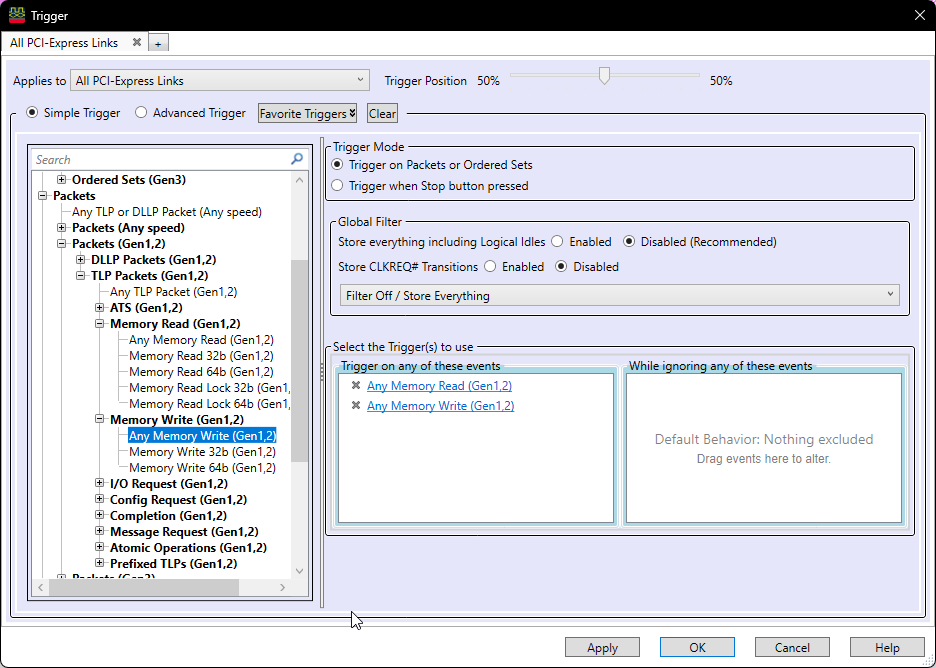 Trigger
All PCI-Express Links
+
Applies to All PCI-Express Links Trigger Position 50% 50%
Simple Trigger Advanced Trigger Favorite Triggers Clear
Search
Ordered Sets (Gen3)
Packets
Any TLP or DLLP Packet (Any speed)
Packets (Any speed)
Packets (Gen1,2)
DLLP Packets (Gen1,2)
TLP Packets (Gen1,2)
Any TLP Packet (Gen1,2)
ATS (Gen1,2)
Memory Read (Gen1,2)
Any Memory Read (Gen1,2)
Memory Read 32b (Gen1,2)
Memory Read 64b (Gen1,2)
Memory Read Lock 32b (Gen1,
Memory Read Lock 64b (Gen1,
Memory Write (Gen1,2)
Any Memory Write (Gen1,2)
Memory Write 32b (Gen1,2)
Memory Write 64b (Gen1,2)
I/O Request (Gen1,2)
Config Request (Gen1,2)
Completion (Gen1,2)
Message Request (Gen1,2)
Atomic Operations (Gen1,2)
Prefixed TLPs (Gen1,2)
Packets (Gen3)
Trigger Mode
Trigger on Packets or Ordered Sets
Trigger when Stop button pressed
Global Filter
Store everything including Logical Idles Enabled Disabled (Recommended)
Store CLKREQ# Transitions Enabled Disabled
Filter Off / Store Everything
Select the Trigger(s) to use
Trigger on any of these events
Any Memory Read (Gen1,2)
Any Memory Write (Gen1,2)
While ignoring any of these events
Default Behavior: Nothing excluded
Drag events here to alter.
Apply OK Cancel Help